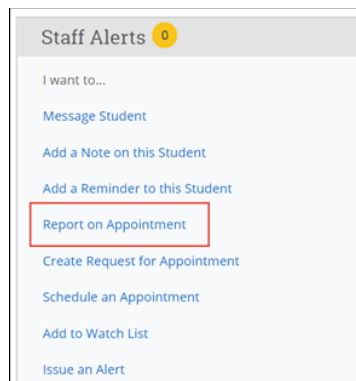 Staff Alerts 0
I want to...
Message Student
Add a Note on this Student
Add a Reminder to this Student
Report on Appointment
Create Request for Appointment
Schedule an Appointment
Add to Watch List
Issue an Alert